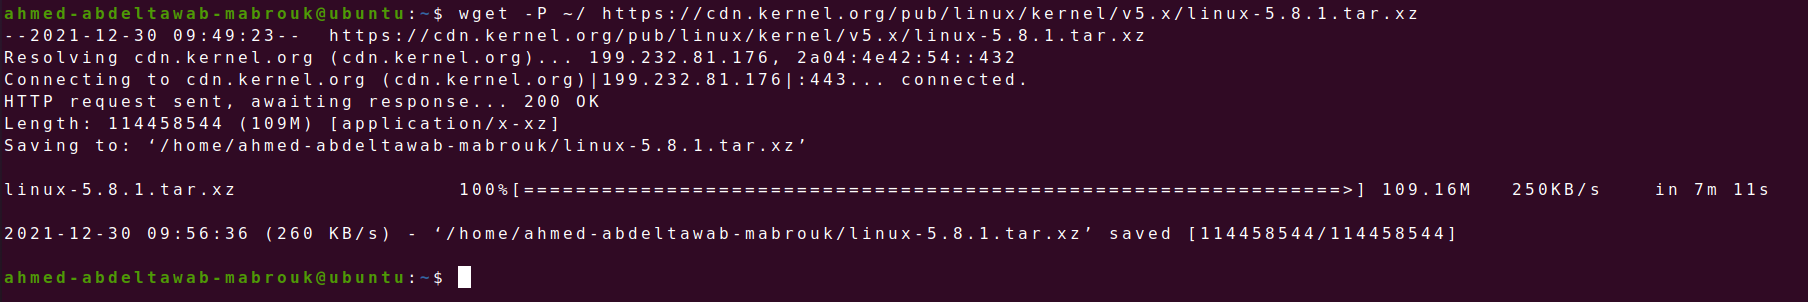 ahmed-abdeltawab-mabrouk@ubuntu:~$ wget -P ~/ https://cdn.kernel.org/pub/linux/kernel/v5.x/linux-5.8.1.tar.xz
--2021-12-30 09:49:23--  https://cdn.kernel.org/pub/linux/kernel/v5.x/linux-5.8.1.tar.xz
Resolving cdn.kernel.org (cdn.kernel.org)... 199.232.81.176, 2a04:4e42:54::432
Connecting to cdn.kernel.org (cdn.kernel.org)|199.232.81.176|:443... connected.
HTTP request sent, awaiting response... 200 OK
Length: 114458544 (109M) [application/x-xz]
Saving to: ‘/home/ahmed-abdeltawab-mabrouk/linux-5.8.1.tar.xz’
linux-5.8.1.tar.xz                 100%[===============================================================>] 109.16M   250KB/s    in 7m 11s
2021-12-30 09:56:36 (260 KB/s) - ‘/home/ahmed-abdeltawab-mabrouk/linux-5.8.1.tar.xz’ saved [114458544/114458544]
ahmed-abdeltawab-mabrouk@ubuntu:~$